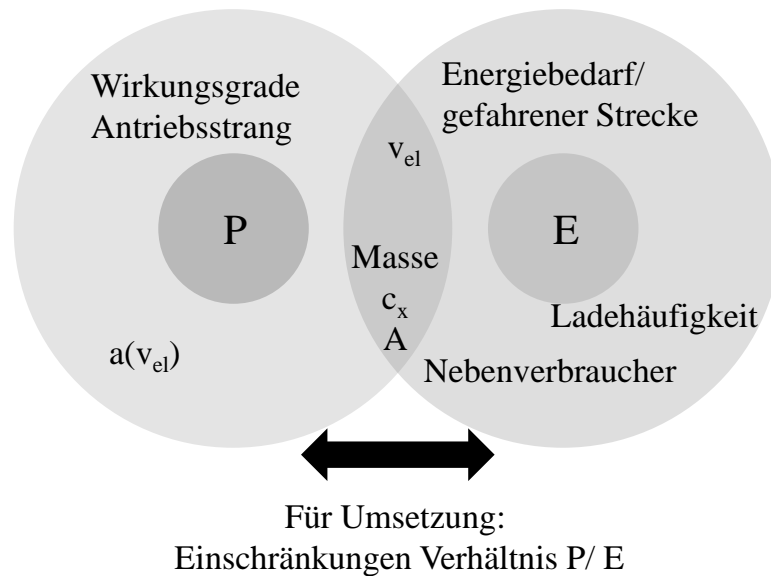 Wirkungsgrade
Antriebsstrang
P
a(v_el)
v_el
Masse
c_x
A
Energiebedarf/
gefahrener Strecke
E
Ladehäufigkeit
Nebenverbraucher
Für Umsetzung:
Einschränkungen Verhältnis P/ E